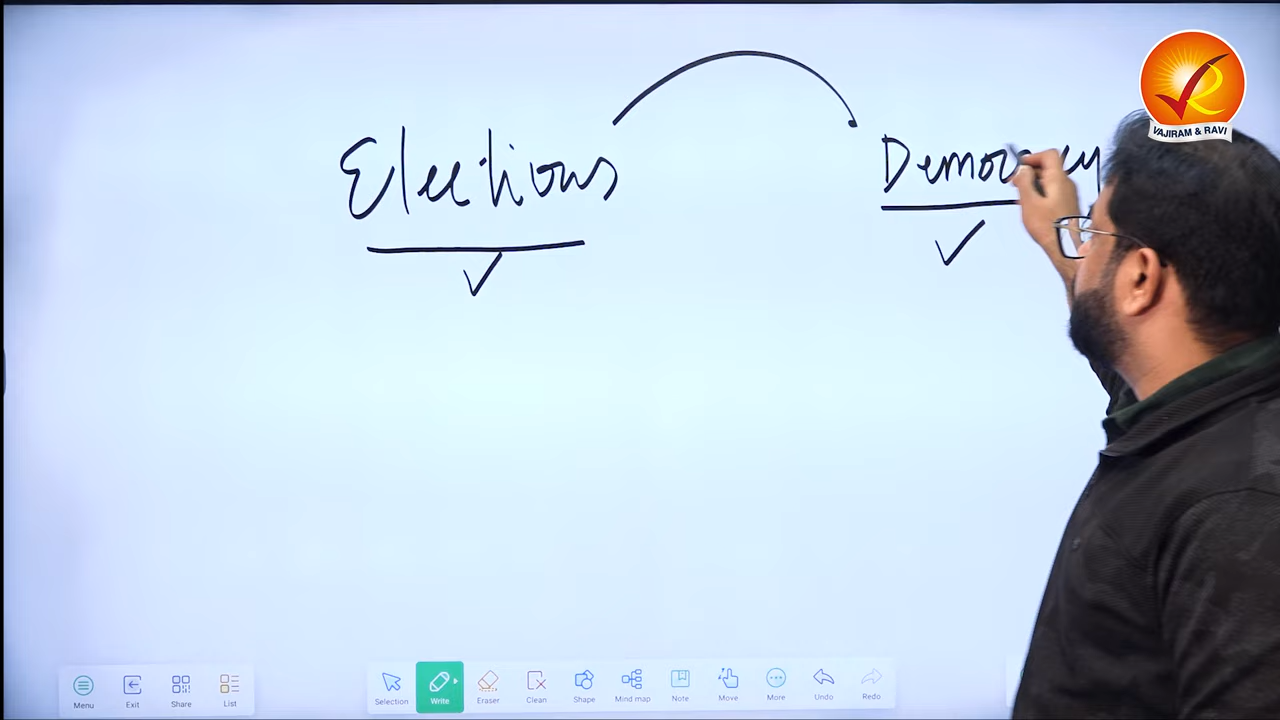 Elections
Democracy
VAJIRAM & RAVI
Menu
Exit
Share
List
Selection
Write
Eraser
Clean
Shape
Mind map
Note
Move
More
Undo
Redo